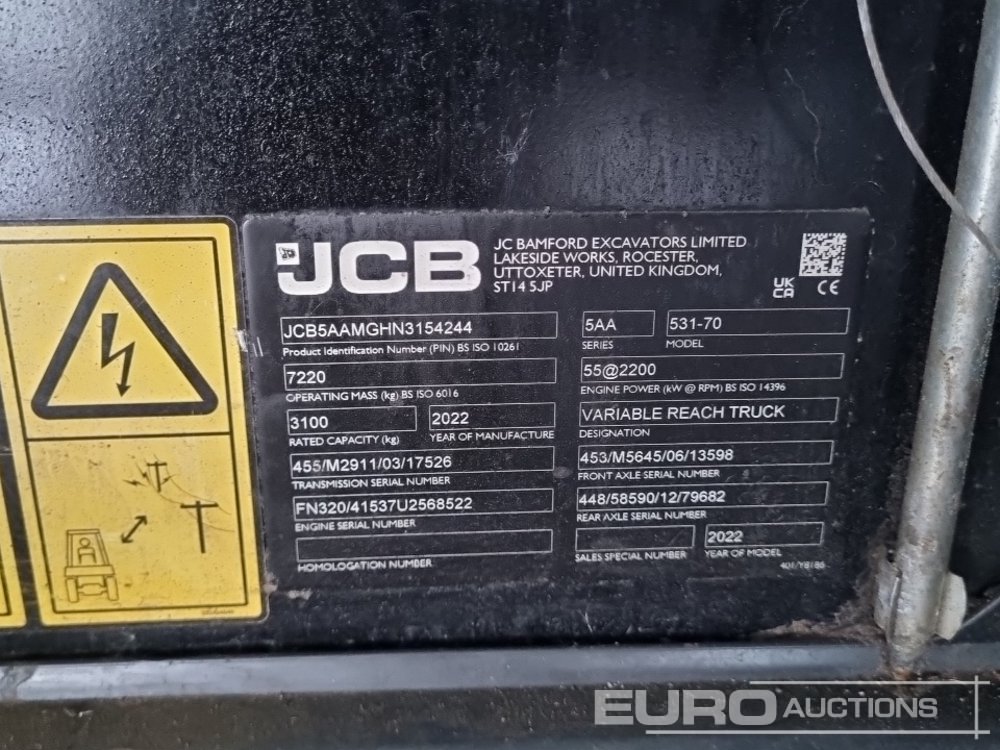 JCB
JC BAMFORD EXCAVATORS LIMITED
LAKESIDE WORKS, ROCESTER,
UTTOXETER, UNITED KINGDOM,
ST14 5JP
UK
CA CE
JCB5AAMGHN3154244
Product Identification Number (PIN) BS ISO 10261
5AA
SERIES
531-70
MODEL
7220
OPERATING MASS (kg) BS ISO 6016
55@2200
ENGINE POWER (kW @ RPM) BS ISO 14396
3100
RATED CAPACITY (kg)
2022
YEAR OF MANUFACTURE
VARIABLE REACH TRUCK
DESIGNATION
455/M2911/03/17526
TRANSMISSION SERIAL NUMBER
453/M5645/06/13598
FRONT AXLE SERIAL NUMBER
FN320/41537U2568522
ENGINE SERIAL NUMBER
448/58590/12/79682
REAR AXLE SERIAL NUMBER
HOMOLOGATION NUMBER
SALES SPECIAL NUMBER
2022
YEAR OF MODEL
401/Y8186
EURO AUCTIONS